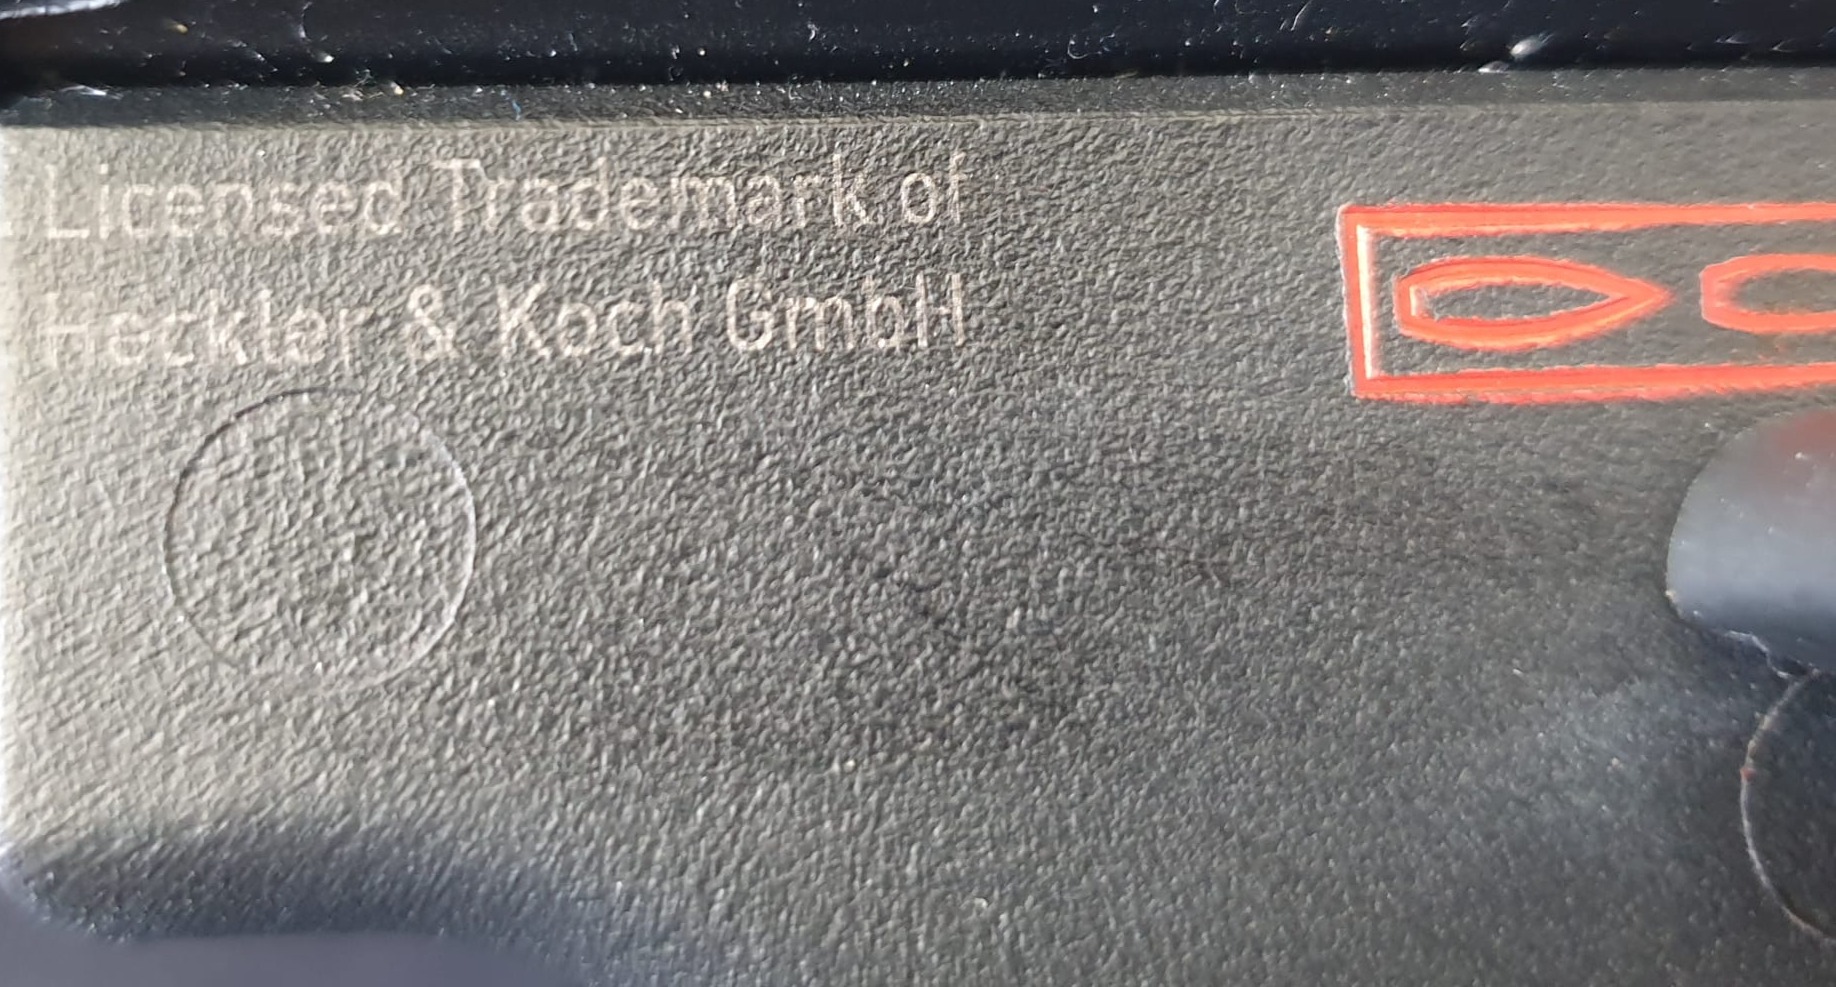 Licensed Trademark of
Heckler & Koch GmbH